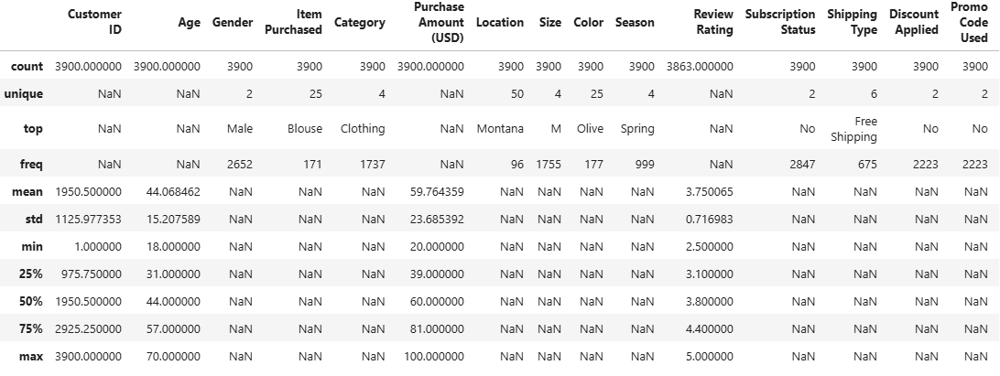 Customer ID Age Gender Item Purchased Category Purchase Amount (USD) Location Size Color Season Review Rating Subscription Status Shipping Type Discount Applied Promo Code Used
count 3900.000000 3900.000000 3900 3900 3900 3900.000000 3900 3900 3900 3900 3863.000000 3900 3900 3900 3900
unique NaN NaN 2 25 4 NaN 50 4 25 4 NaN 2 6 2 2
top NaN NaN Male Blouse Clothing NaN Montana M Olive Spring NaN No Free Shipping No No
freq NaN NaN 2652 171 1737 NaN 96 1755 177 999 NaN 2847 675 2223 2223
mean 1950.500000 44.068462 NaN NaN NaN 59.764359 NaN NaN NaN NaN 3.750065 NaN NaN NaN NaN
std 1125.977353 15.207589 NaN NaN NaN 23.685392 NaN NaN NaN NaN 0.716983 NaN NaN NaN NaN
min 1.000000 18.000000 NaN NaN NaN 20.000000 NaN NaN NaN NaN 2.500000 NaN NaN NaN NaN
25% 975.750000 31.000000 NaN NaN NaN 39.000000 NaN NaN NaN NaN 3.100000 NaN NaN NaN NaN
50% 1950.500000 44.000000 NaN NaN NaN 60.000000 NaN NaN NaN NaN 3.800000 NaN NaN NaN NaN
75% 2925.250000 57.000000 NaN NaN NaN 81.000000 NaN NaN NaN NaN 4.400000 NaN NaN NaN NaN
max 3900.000000 70.000000 NaN NaN NaN 100.000000 NaN NaN NaN NaN 5.000000 NaN NaN NaN NaN